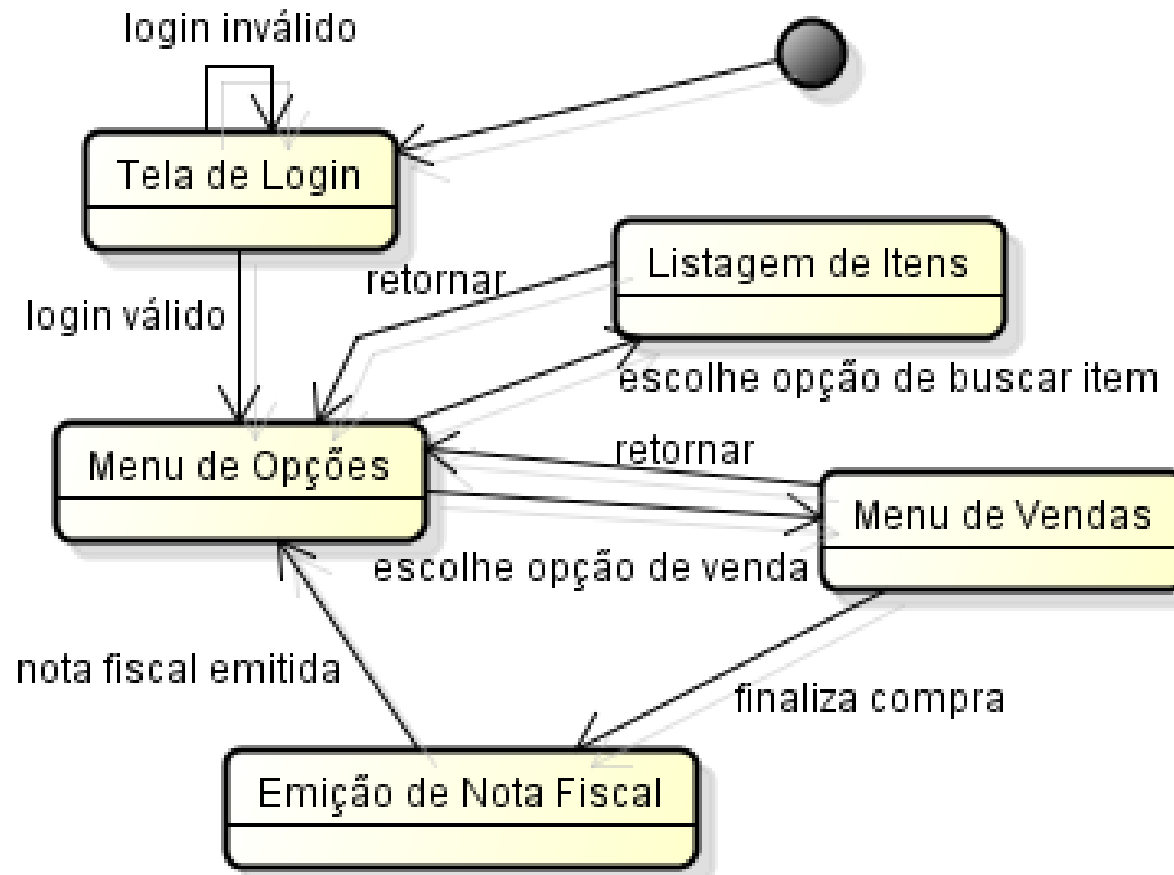 login inválido
Tela de Login
Listagem de Itens
retornar
login válido
escolhe opção de buscar item
retornar
Menu de Opções
Menu de Vendas
escolhe opção de venda
nota fiscal emitida
finaliza compra
Emição de Nota Fiscal